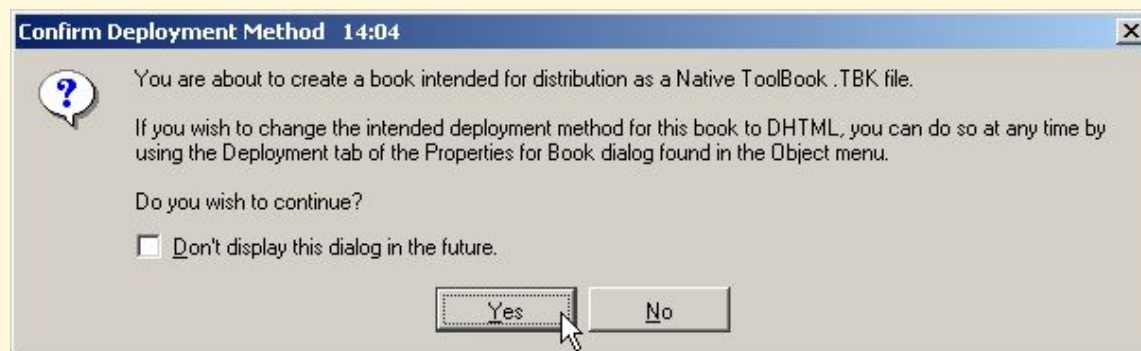 Confirm Deployment Method 14:04
You are about to create a book intended for distribution as a Native ToolBook .TBK file.
If you wish to change the intended deployment method for this book to DHTML, you can do so at any time by
using the Deployment tab of the Properties for Book dialog found in the Object menu.
Do you wish to continue?
Don't display this dialog in the future.
Yes No